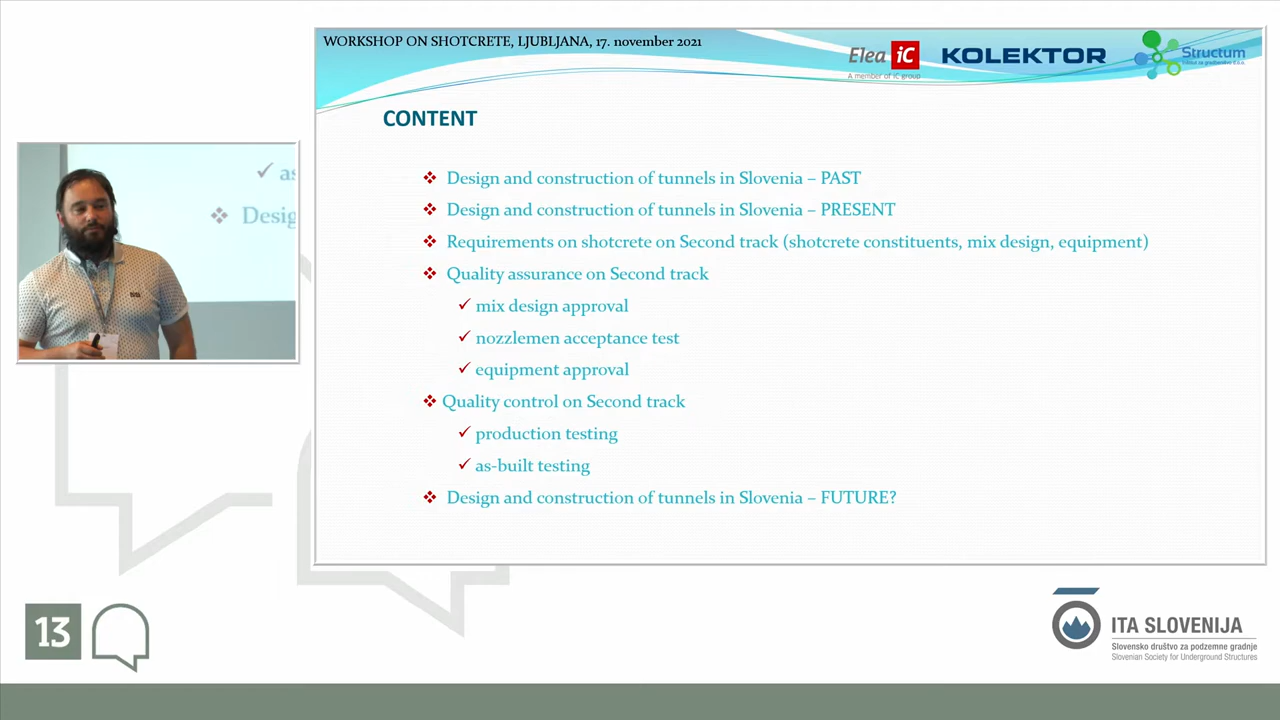 WORKSHOP ON SHOTCRETE, LJUBLJANA, 17. november 2021
Elea iC
A member of iC group
KOLEKTOR
Structum
CONTENT
❖ Design and construction of tunnels in Slovenia – PAST
❖ Design and construction of tunnels in Slovenia – PRESENT
❖ Requirements on shotcrete on Second track (shotcrete constituents, mix design, equipment)
❖ Quality assurance on Second track
✓ mix design approval
✓ nozzlemen acceptance test
✓ equipment approval
❖ Quality control on Second track
✓ production testing
✓ as-built testing
❖ Design and construction of tunnels in Slovenia – FUTURE?
✓ as
❖ Desig
13
ITA SLOVENIJA
Slovensko društvo za podzemne gradnje
Slovenian Society for Underground Structures